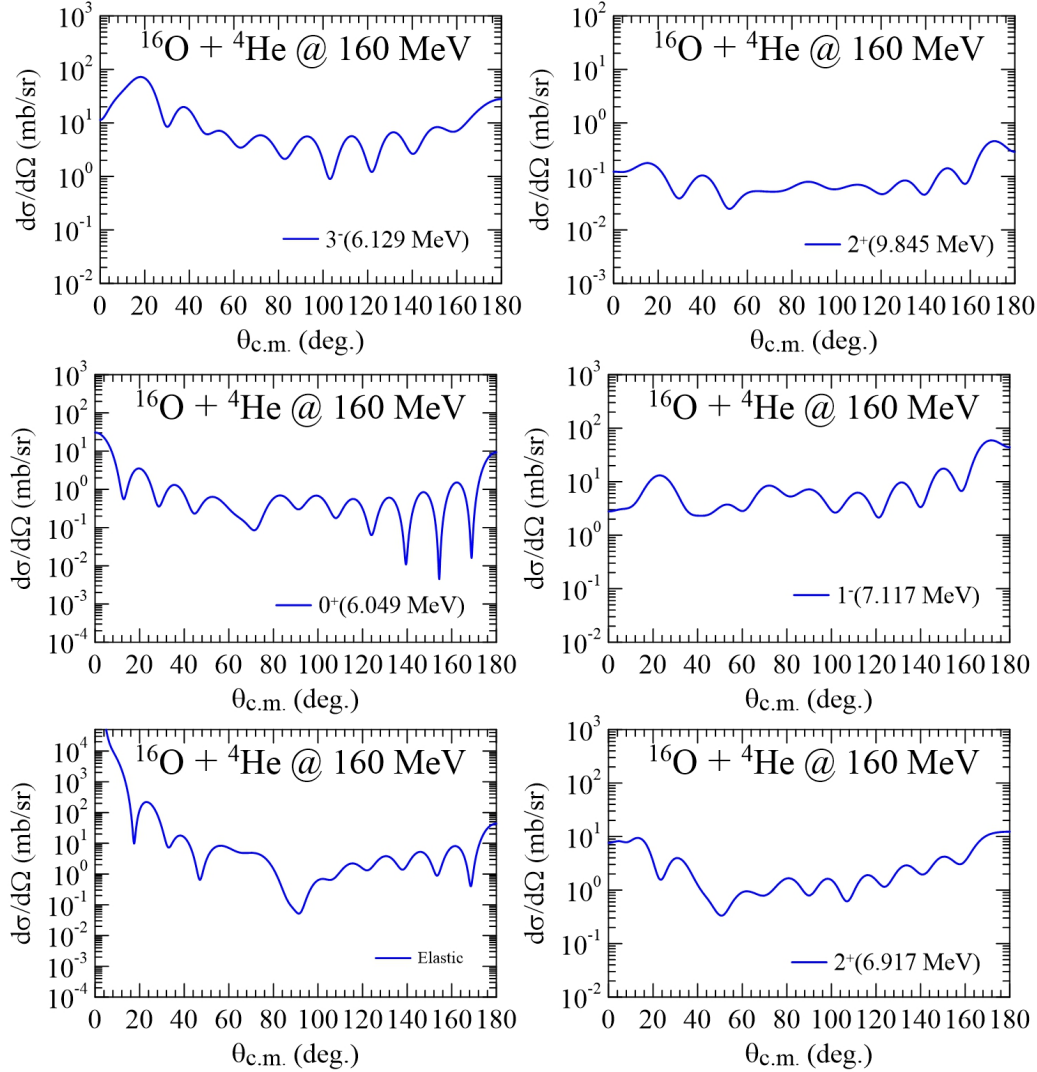 10³
10²
10¹
10⁰
10⁻¹
10⁻²
dσ/dΩ (mb/sr)
¹⁶O + ⁴He @ 160 MeV
3⁻(6.129 MeV)
0 20 40 60 80 100 120 140 160 180
θc.m. (deg.)
10²
10¹
10⁰
10⁻¹
10⁻²
10⁻³
dσ/dΩ (mb/sr)
¹⁶O + ⁴He @ 160 MeV
2⁺(9.845 MeV)
0 20 40 60 80 100 120 140 160 180
θc.m. (deg.)
10³
10²
10¹
10⁰
10⁻¹
10⁻²
10⁻³
10⁻⁴
dσ/dΩ (mb/sr)
¹⁶O + ⁴He @ 160 MeV
0⁺(6.049 MeV)
0 20 40 60 80 100 120 140 160 180
θc.m. (deg.)
10³
10²
10¹
10⁰
10⁻¹
10⁻²
dσ/dΩ (mb/sr)
¹⁶O + ⁴He @ 160 MeV
1⁻(7.117 MeV)
0 20 40 60 80 100 120 140 160 180
θc.m. (deg.)
10⁴
10³
10²
10¹
10⁰
10⁻¹
10⁻²
10⁻³
10⁻⁴
dσ/dΩ (mb/sr)
¹⁶O + ⁴He @ 160 MeV
Elastic
0 20 40 60 80 100 120 140 160 180
θc.m. (deg.)
10³
10²
10¹
10⁰
10⁻¹
10⁻²
dσ/dΩ (mb/sr)
¹⁶O + ⁴He @ 160 MeV
2⁺(6.917 MeV)
0 20 40 60 80 100 120 140 160 180
θc.m. (deg.)